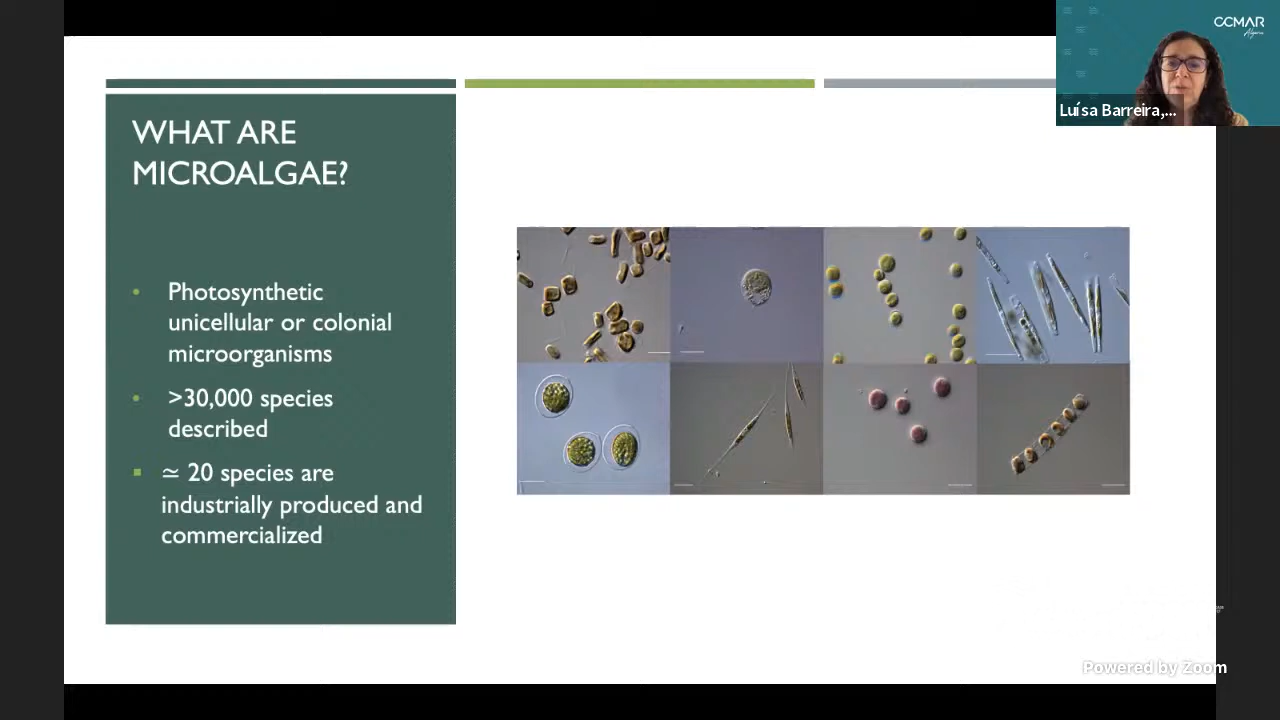 CCMAR
Algarve
Luísa Barreira,...
WHAT ARE
MICROALGAE?
• Photosynthetic
unicellular or colonial
microorganisms
• >30,000 species
described
▪ ≃ 20 species are
industrially produced and
commercialized
Powered by Zoom